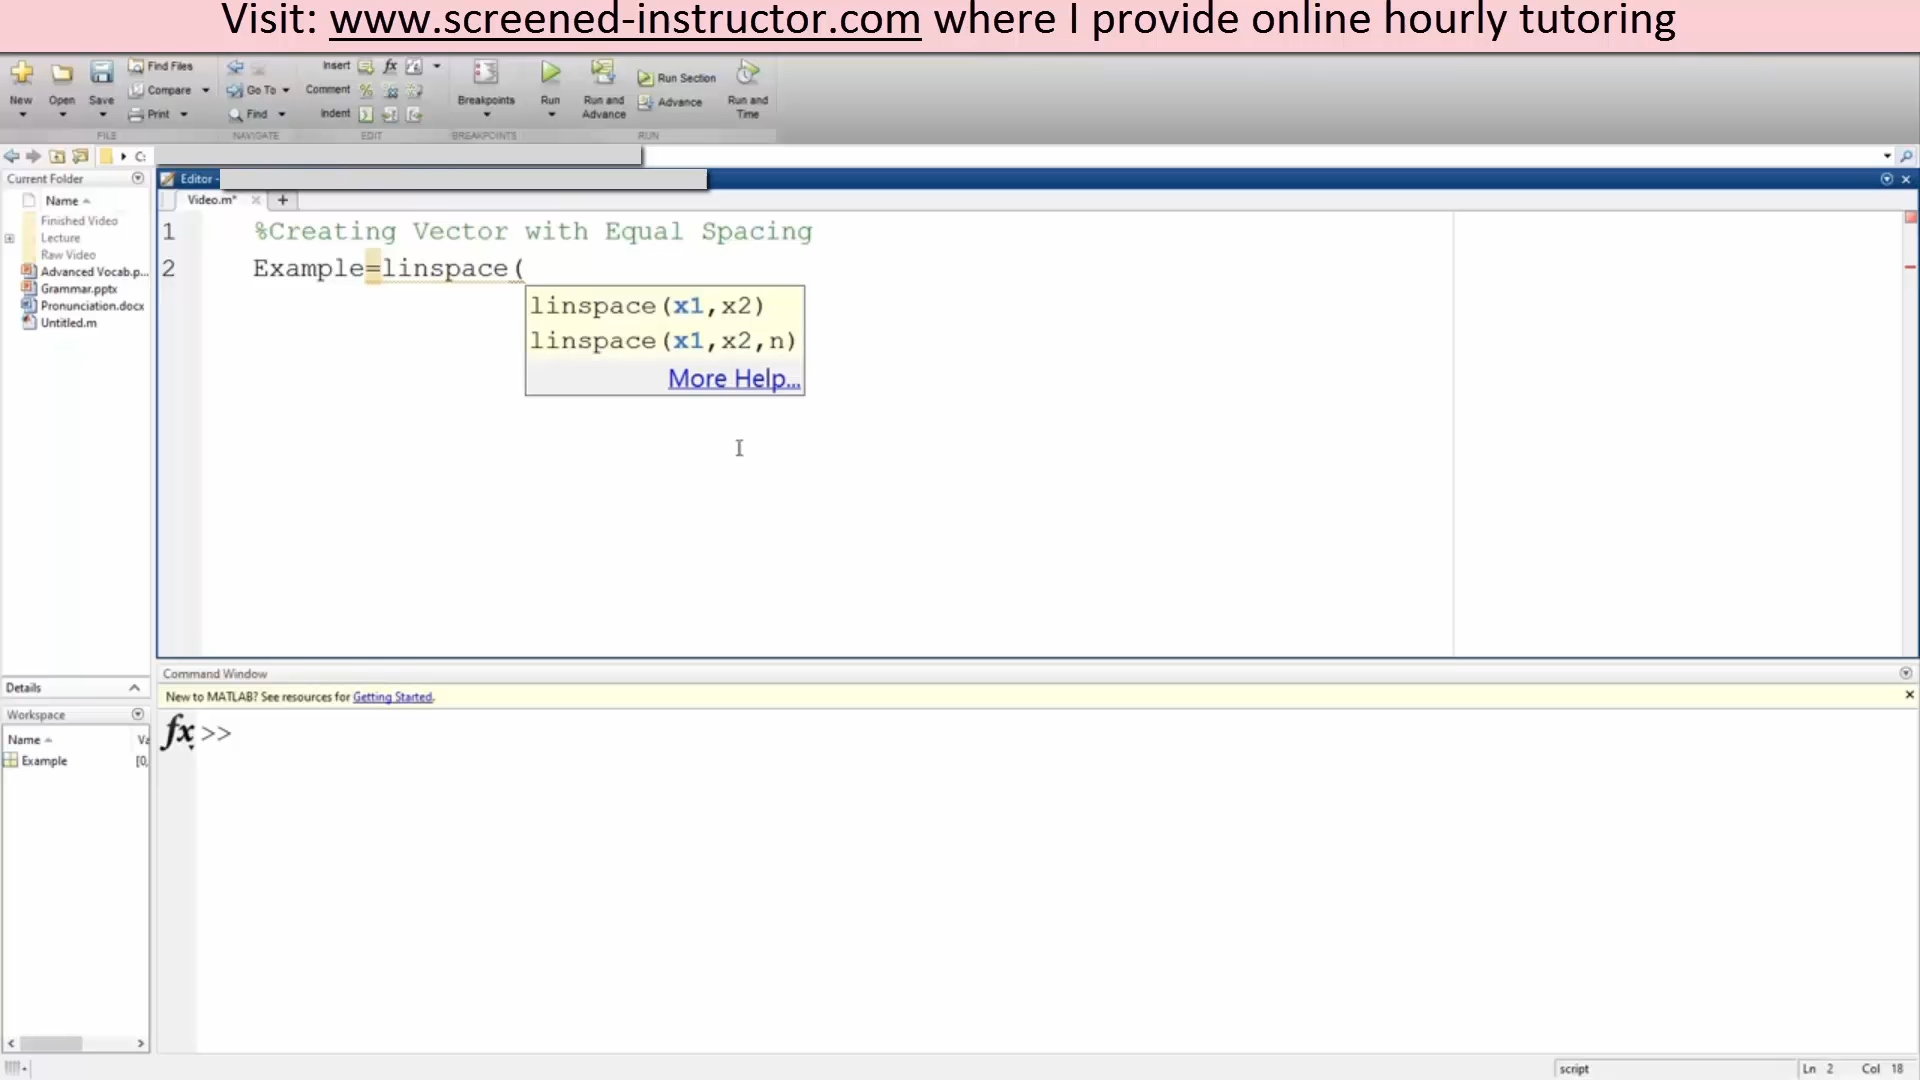 Visit: www.screened-instructor.com where I provide online hourly tutoring
New
Open
Save
Find Files
Compare
Print
FILE
Go To
Find
NAVIGATE
Insert fx
Comment %
Indent
EDIT
Breakpoints
BREAKPOINTS
Run
Run and
Advance
Run Section
Advance
Run and
Time
RUN
C:
Current Folder
Name
Finished Video
Lecture
Raw Video
Advanced Vocab.p...
Grammar.pptx
Pronunciation.docx
Untitled.m
Details
Workspace
Name Va
Example [0,
Editor -
Video.m* × +
1 %Creating Vector with Equal Spacing
2 Example=linspace(
linspace(x1,x2)
linspace(x1,x2,n)
More Help...
Command Window
New to MATLAB? See resources for Getting Started.
fx >>
script Ln 2 Col 18